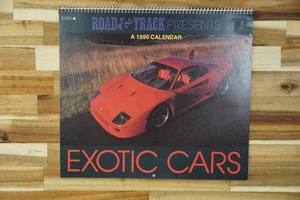 ROAD & TRACK PRESENTS
A 1990 CALENDAR
EXOTIC CARS